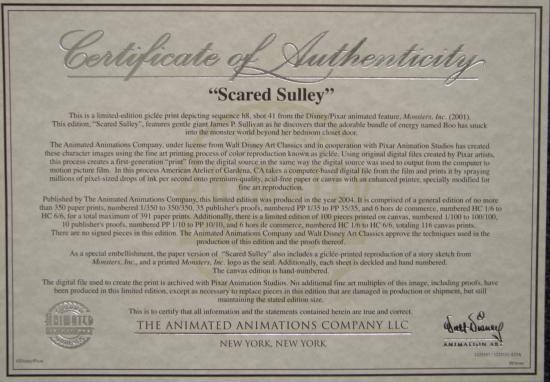 Certificate of Authenticity
“Scared Sulley”
This is a limited-edition giclée print depicting sequence h8, shot 41 from the Disney/Pixar animated feature, Monsters, Inc. (2001).
This edition, “Scared Sulley”, features gentle giant James P. Sullivan as he discovers that the adorable bundle of energy named Boo has snuck
into the monster world beyond her bedroom closet door.
The Animated Animations Company, under license from Walt Disney Art Classics and in cooperation with Pixar Animation Studios has created
these character images using the fine art printing process of color reproduction known as giclée. Using original digital files created by Pixar artists,
this process creates a first-generation “print” from the digital source in the same way the digital source was used to output from the computer to
motion picture film. In this process American Atelier of Gardena, CA takes a computer-based digital file from the film and prints it by spraying
millions of pixel-sized drops of ink per second onto premium-quality, acid-free paper or canvas with an enhanced printer, specially modified for
fine art reproduction.
Published by The Animated Animations Company, this limited edition was produced in the year 2004. It is comprised of a general edition of no more
than 350 paper prints, numbered 1/350 to 350/350, 35 publisher's proofs, numbered PP 1/35 to PP 35/35, and 6 hors de commerce, numbered HC 1/6 to
HC 6/6, for a total maximum of 391 paper prints. Additionally, there is a limited edition of 100 pieces printed on canvas, numbered 1/100 to 100/100,
10 publisher's proofs, numbered PP 1/10 to PP 10/10, and 6 hors de commerce, numbered HC 1/6 to HC 6/6, totaling 116 canvas prints.
There are no signed pieces in this edition. The Animated Animations Company and Walt Disney Art Classics approve the techniques used in the
production of this edition and the proofs thereof.
As a special embellishment, the paper version of “Scared Sulley” also includes a giclée-printed reproduction of a story sketch from
Monsters, Inc., and a printed Monsters, Inc. logo as the seal. Additionally, each sheet is deckled and hand numbered.
The canvas edition is hand-numbered.
The digital file used to create the print is archived with Pixar Animation Studios. No additional fine art multiples of this image, including proofs, have
been produced in this limited edition, except as necessary to replace pieces in this edition that are damaged in production or shipment, but still
maintaining the stated edition size.
This is to certify that all information and the statements contained herein are true and correct.
THE ANIMATED ANIMATIONS COMPANY LLC
NEW YORK, NEW YORK
ANIMATED
Walt Disney
ANIMATION ART
©Disney/Pixar
©Disney